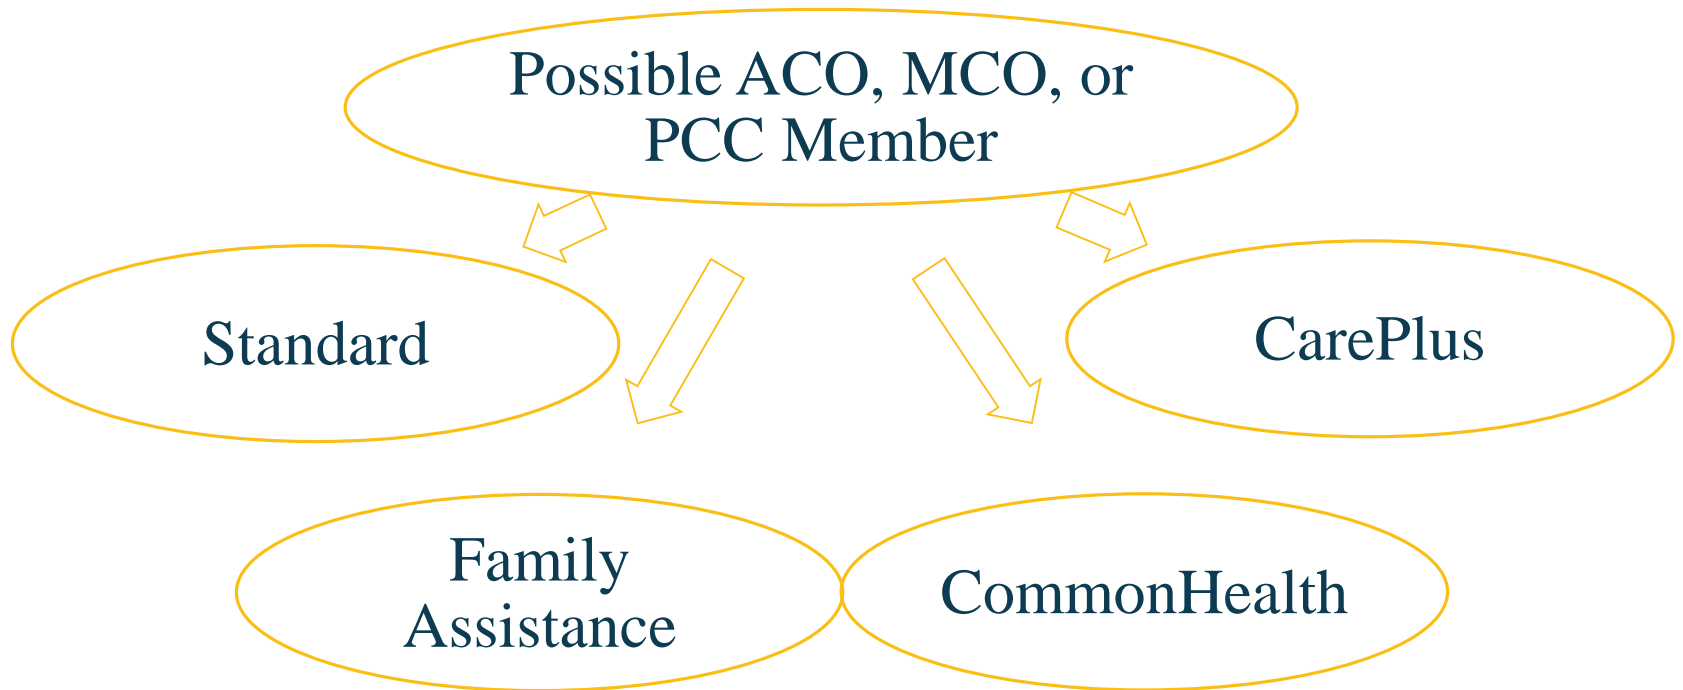 Possible ACO, MCO, or
PCC Member
Standard
CarePlus
Family
Assistance
CommonHealth